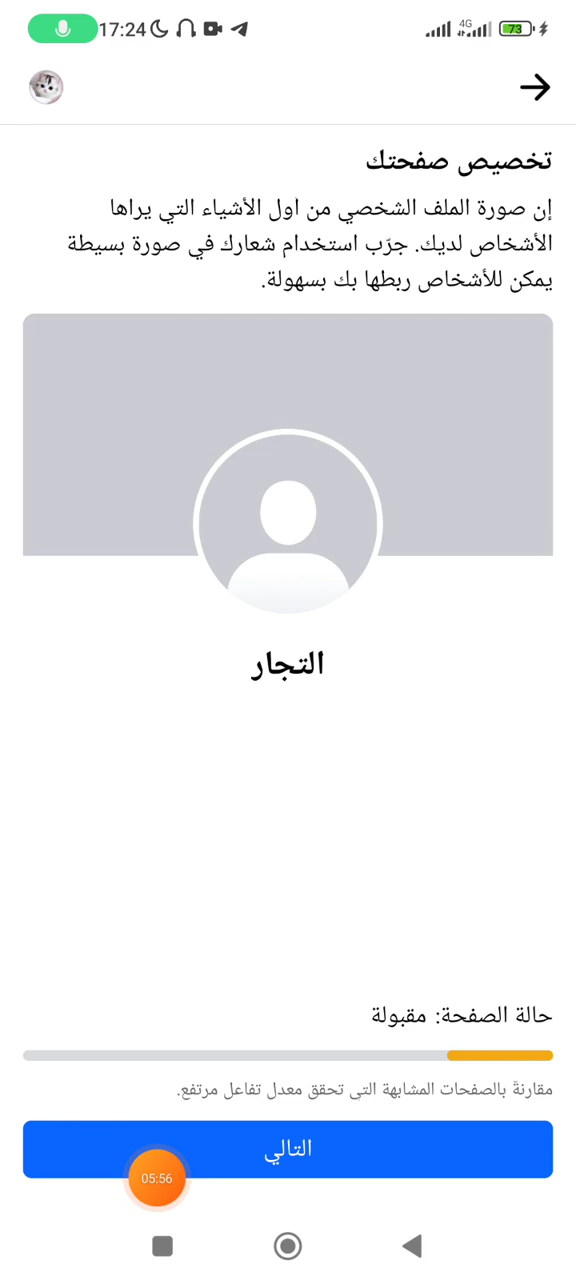 17:24
4G
73
تخصيص صفحتك
إن صورة الملف الشخصي من اول الأشياء التي يراها
الأشخاص لديك. جرّب استخدام شعارك في صورة بسيطة
يمكن للأشخاص ربطها بك بسهولة.
التجار
حالة الصفحة: مقبولة
مقارنةً بالصفحات المشابهة التي تحقق معدل تفاعل مرتفع.
التالي
05:56